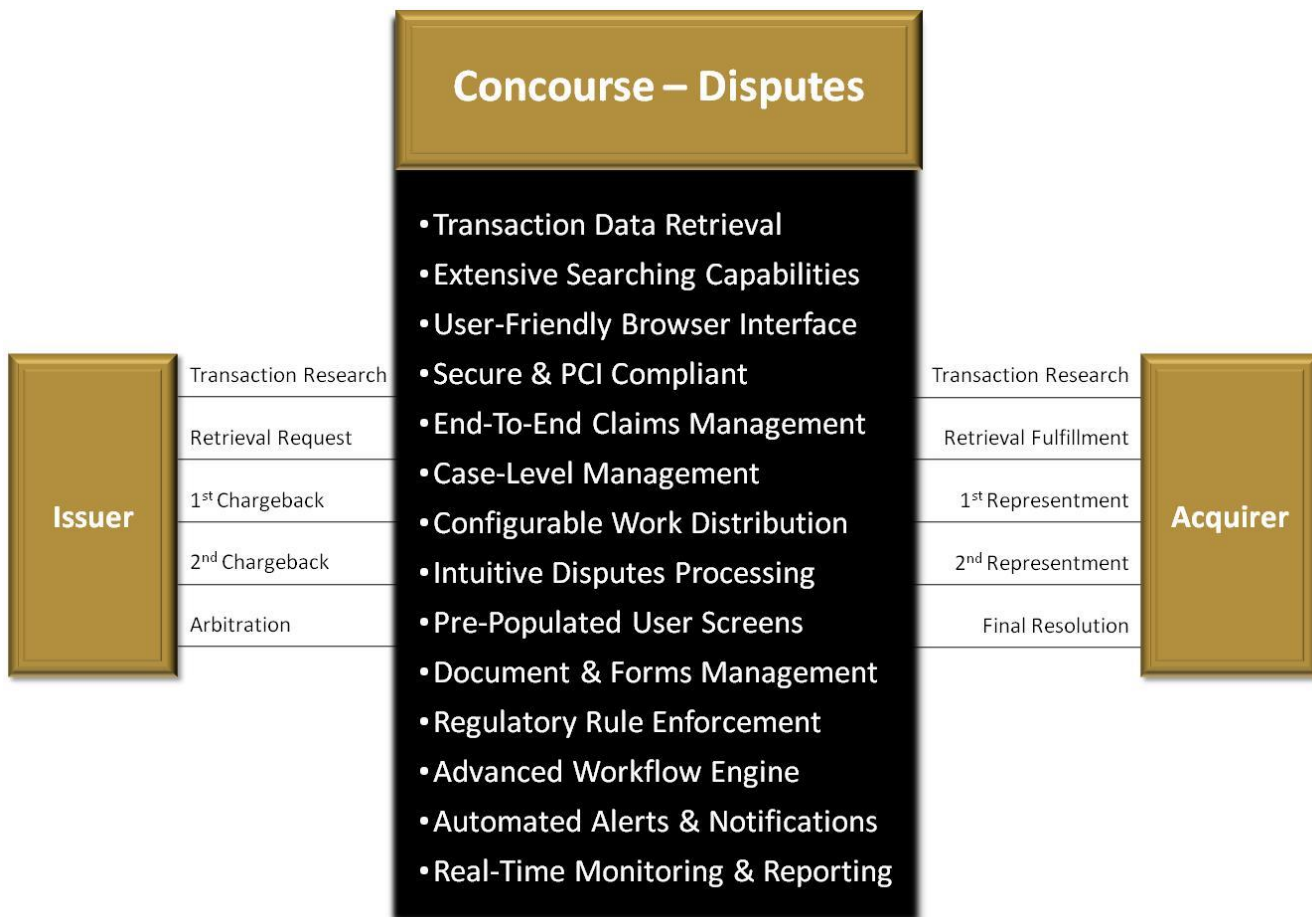 Concourse – Disputes
•Transaction Data Retrieval
•Extensive Searching Capabilities
•User-Friendly Browser Interface
•Secure & PCI Compliant
•End-To-End Claims Management
•Case-Level Management
•Configurable Work Distribution
•Intuitive Disputes Processing
•Pre-Populated User Screens
•Document & Forms Management
•Regulatory Rule Enforcement
•Advanced Workflow Engine
•Automated Alerts & Notifications
•Real-Time Monitoring & Reporting
Issuer
Transaction Research
Retrieval Request
1st Chargeback
2nd Chargeback
Arbitration
Transaction Research
Retrieval Fulfillment
1st Representment
2nd Representment
Final Resolution
Acquirer